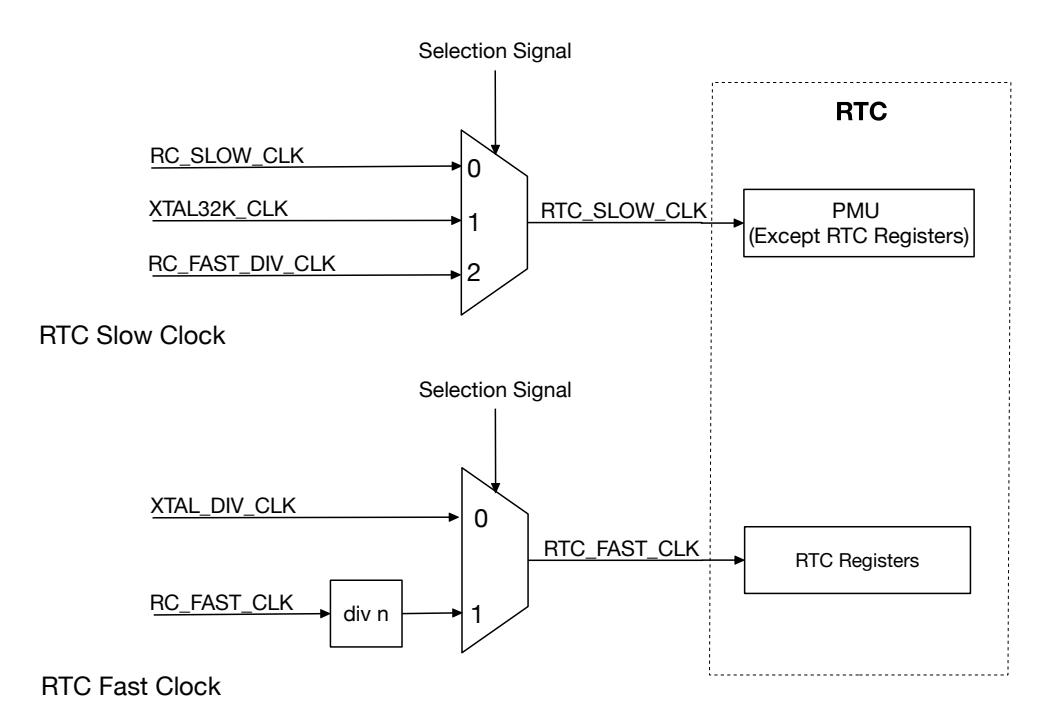 Selection Signal
RTC
RC_SLOW_CLK
0
XTAL32K_CLK
1
RTC_SLOW_CLK
PMU
(Except RTC Registers)
RC_FAST_DIV_CLK
2
RTC Slow Clock
Selection Signal
XTAL_DIV_CLK
0
RTC_FAST_CLK
RTC Registers
RC_FAST_CLK
div n
1
RTC Fast Clock